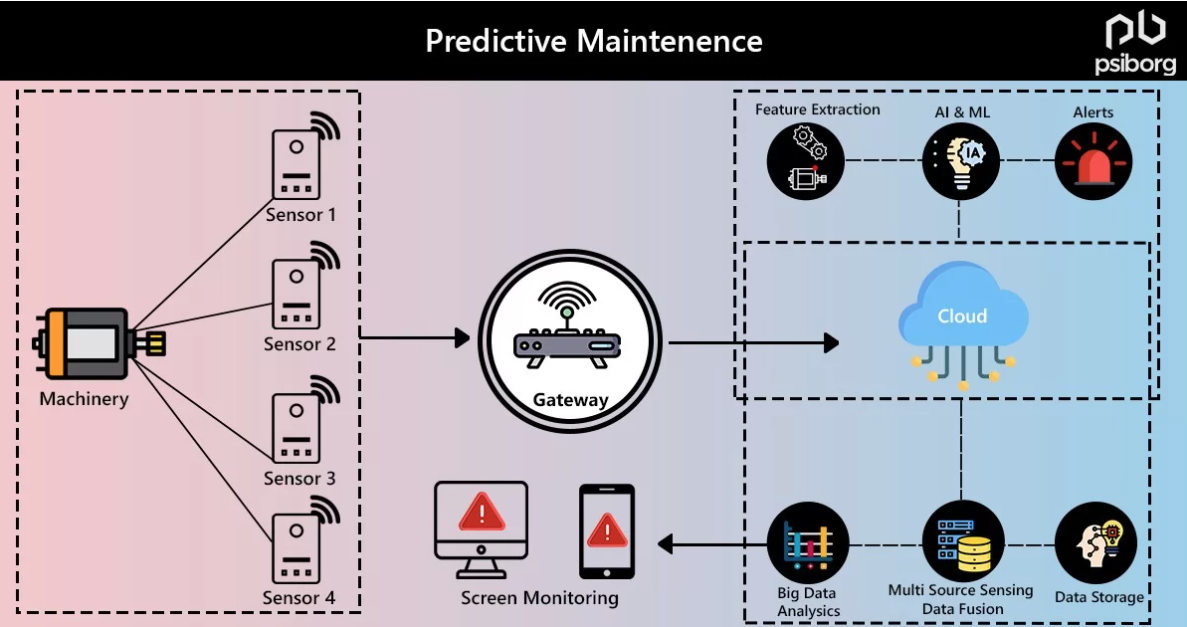 Predictive Maintenence
pb
psiborg
Sensor 1
Sensor 2
Sensor 3
Sensor 4
Machinery
Gateway
Screen Monitoring
Feature Extraction
AI & ML
IA
Alerts
Cloud
Big Data
Analysics
Multi Source Sensing
Data Fusion
Data Storage